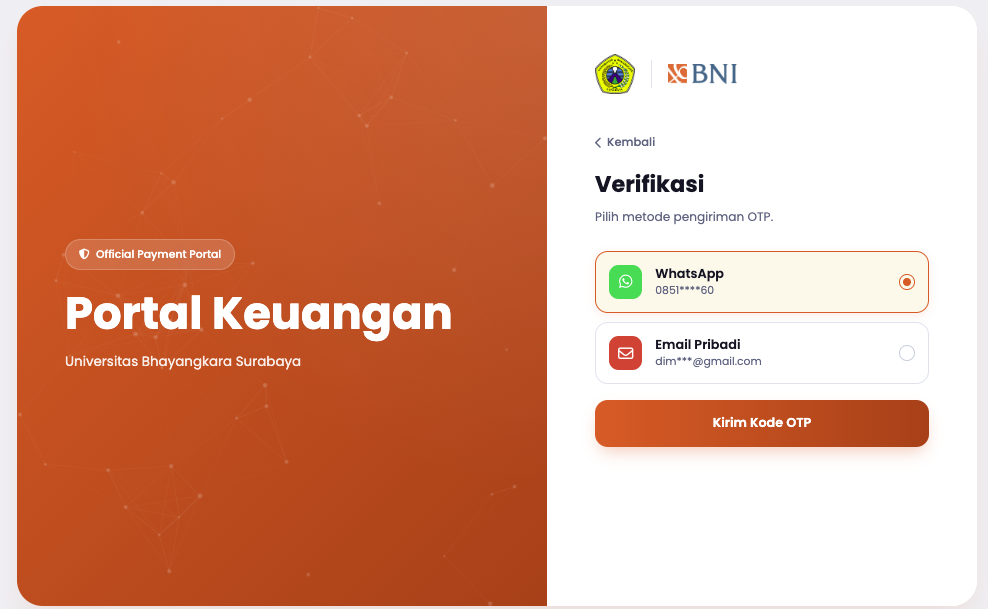 Official Payment Portal
Portal Keuangan
Universitas Bhayangkara Surabaya
BNI
Kembali
Verifikasi
Pilih metode pengiriman OTP.
WhatsApp
0851****60
Email Pribadi
dim***@gmail.com
Kirim Kode OTP